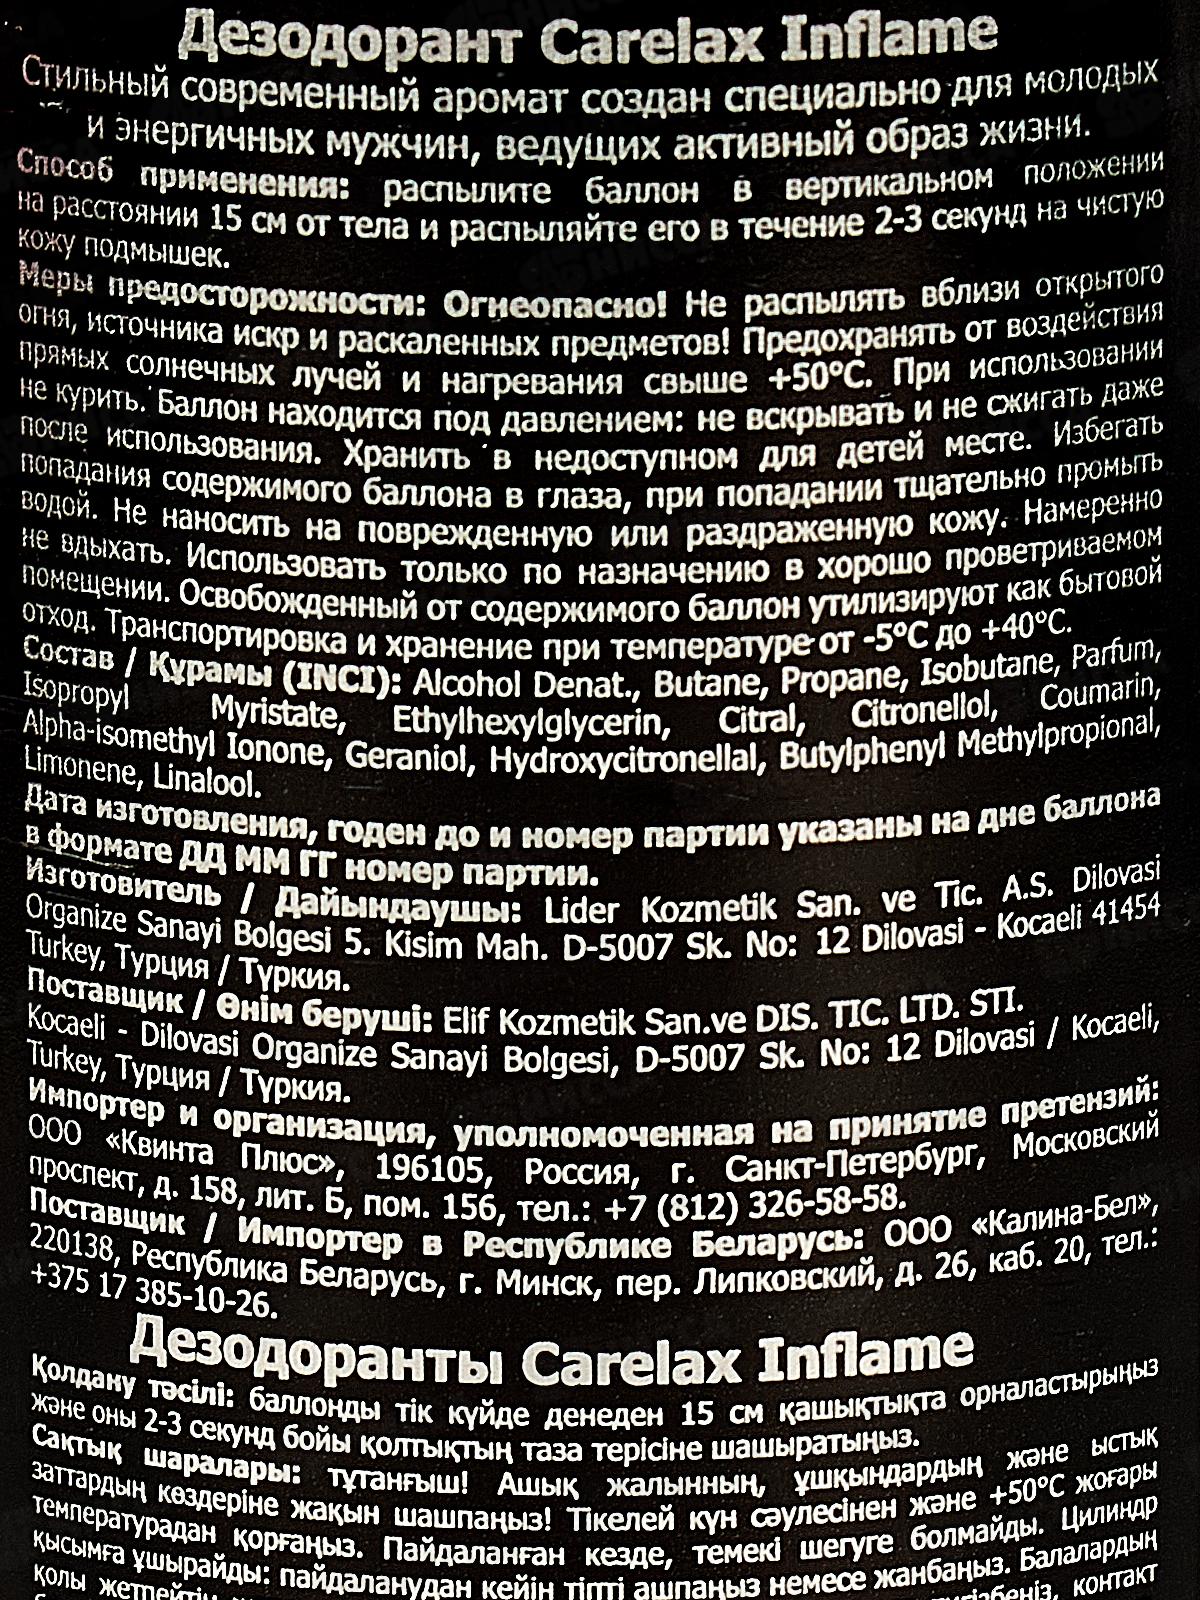 Дезодорант Carelax Inflame
Стильный современный аромат создан специально для молодых
и энергичных мужчин, ведущих активный образ жизни.
Способ применения: распылите баллон в вертикальном положении
на расстоянии 15 см от тела и распыляйте его в течение 2-3 секунд на чистую
кожу подмышек.
Меры предосторожности: Огнеопасно! Не распылять вблизи открытого
огня, источника искр и раскаленных предметов! Предохранять от воздействия
прямых солнечных лучей и нагревания свыше +50°C. При использовании
не курить. Баллон находится под давлением: не вскрывать и не сжигать даже
после использования. Хранить в недоступном для детей месте. Избегать
попадания содержимого баллона в глаза, при попадании тщательно промыть
водой. Не наносить на поврежденную или раздраженную кожу. Намеренно
не вдыхать. Использовать только по назначению в хорошо проветриваемом
помещении. Освобожденный от содержимого баллон утилизируют как бытовой
отход. Транспортировка и хранение при температуре от -5°C до +40°C.
Состав / Құрамы (INCI): Alcohol Denat., Butane, Propane, Isobutane, Parfum,
Isopropyl Myristate, Ethylhexylglycerin, Citral, Citronellol, Coumarin,
Alpha-isomethyl Ionone, Geraniol, Hydroxycitronellal, Butylphenyl Methylpropional,
Limonene, Linalool.
Дата изготовления, годен до и номер партии указаны на дне баллона
в формате ДД ММ ГГ номер партии.
Изготовитель / Дайындаушы: Lider Kozmetik San. ve Tic. A.S. Dilovasi
Organize Sanayi Bolgesi 5. Kisim Mah. D-5007 Sk. No: 12 Dilovasi - Kocaeli 41454
Turkey, Турция / Түркия.
Поставщик / Өнім беруші: Elif Kozmetik San.ve DIS. TIC. LTD. STI.
Kocaeli - Dilovasi Organize Sanayi Bolgesi, D-5007 Sk. No: 12 Dilovasi / Kocaeli,
Turkey, Турция / Түркия.
Импортер и организация, уполномоченная на принятие претензий:
ООО «Квинта Плюс», 196105, Россия, г. Санкт-Петербург, Московский
проспект, д. 158, лит. Б, пом. 156, тел.: +7 (812) 326-58-58.
Поставщик / Импортер в Республике Беларусь: ООО «Калина-Бел»,
220138, Республика Беларусь, г. Минск, пер. Липковский, д. 26, каб. 20, тел.:
+375 17 385-10-26.
Дезодоранты Carelax Inflame
Қолдану тәсілі: баллонды тік күйде денеден 15 см қашықтықта орналастырыңыз
және оны 2-3 секунд бойы қолтықтың таза терісіне шашыратыңыз.
Сақтық шаралары: тұтанғыш! Ашық жалынның, ұшқындардың және ыстық
заттардың көздеріне жақын шашпаңыз! Тікелей күн сәулесінен және +50°C жоғары
температурадан қорғаңыз. Пайдаланған кезде, темекі шегуге болмайды. Цилиндр
қысымға ұшырайды: пайдаланудан кейін тіпті ашпаңыз немесе жанбаңыз. Балалардың
қолы жетпейтін контакт